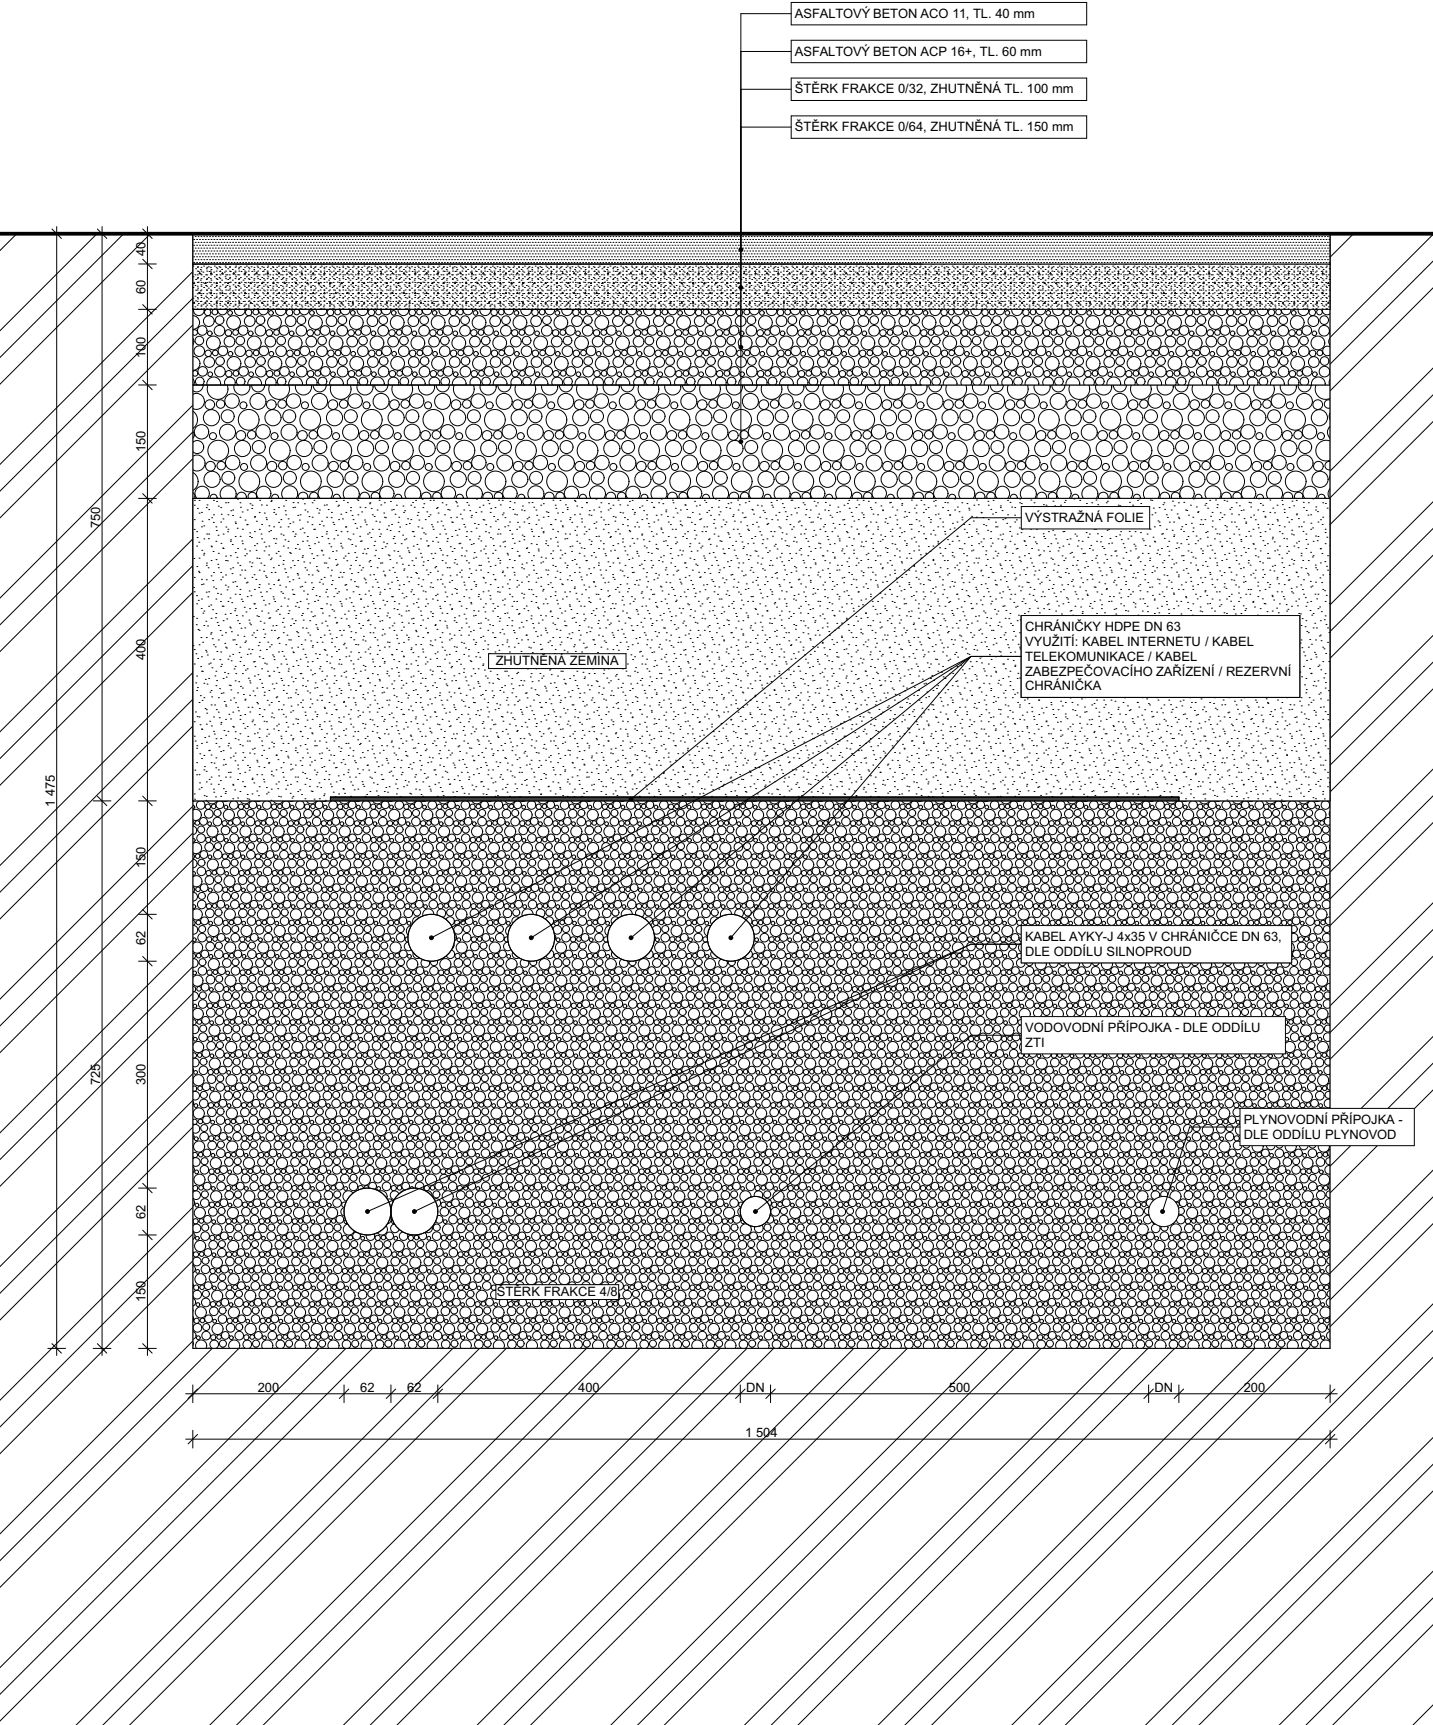 ASFALTOVÝ BETON ACO 11, TL. 40 mm
ASFALTOVÝ BETON ACP 16+, TL. 60 mm
ŠTĚRK FRAKCE 0/32, ZHUTNĚNÁ TL. 100 mm
ŠTĚRK FRAKCE 0/64, ZHUTNĚNÁ TL. 150 mm
40
60
100
150
750
VÝSTRAŽNÁ FOLIE
400
ZHUTNĚNÁ ZEMINA
CHRÁNIČKY HDPE DN 63
VYUŽITÍ: KABEL INTERNETU / KABEL
TELEKOMUNIKACE / KABEL
ZABEZPEČOVACÍHO ZAŘÍZENÍ / REZERVNÍ
CHRÁNIČKA
1 475
150
62
KABEL AYKY-J 4x35 V CHRÁNIČCE DN 63,
DLE ODDÍLU SILNOPROUD
VODOVODNÍ PŘÍPOJKA - DLE ODDÍLU
ZTI
725
300
PLYNOVODNÍ PŘÍPOJKA -
DLE ODDÍLU PLYNOVOD
62
150
ŠTĚRK FRAKCE 4/8
200 62 62 400 DN 500 DN 200
1 504